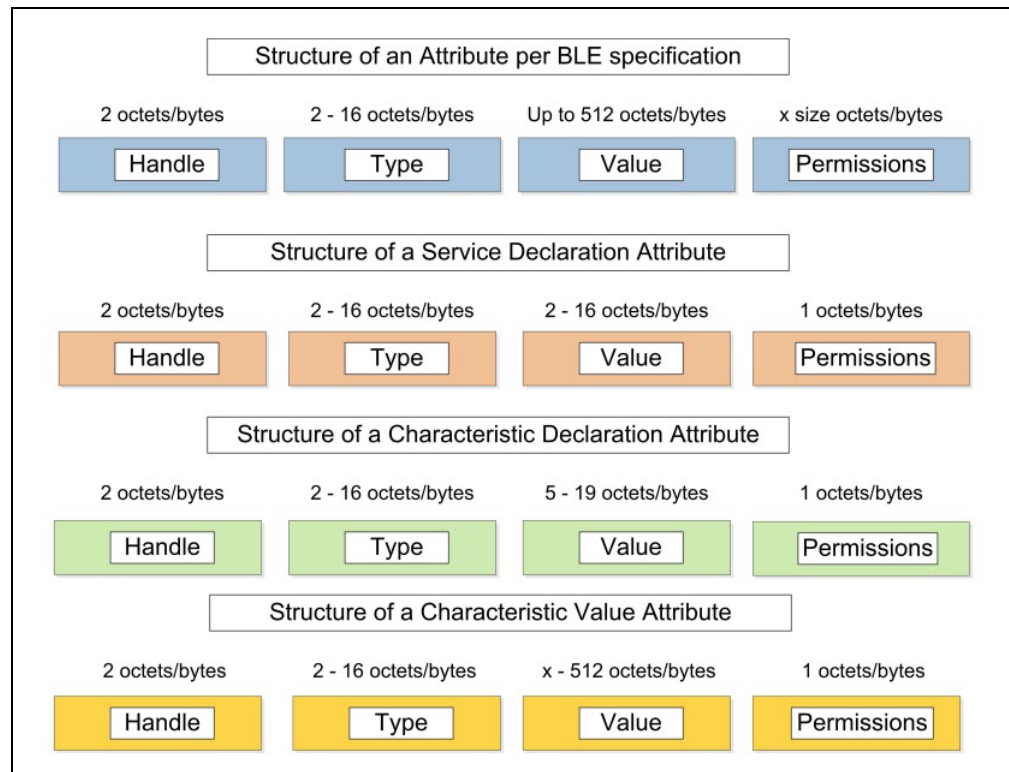 Structure of an Attribute per BLE specification
2 octets/bytes 2 - 16 octets/bytes Up to 512 octets/bytes x size octets/bytes
Handle Type Value Permissions
Structure of a Service Declaration Attribute
2 octets/bytes 2 - 16 octets/bytes 2 - 16 octets/bytes 1 octets/bytes
Handle Type Value Permissions
Structure of a Characteristic Declaration Attribute
2 octets/bytes 2 - 16 octets/bytes 5 - 19 octets/bytes 1 octets/bytes
Handle Type Value Permissions
Structure of a Characteristic Value Attribute
2 octets/bytes 2 - 16 octets/bytes x - 512 octets/bytes 1 octets/bytes
Handle Type Value Permissions